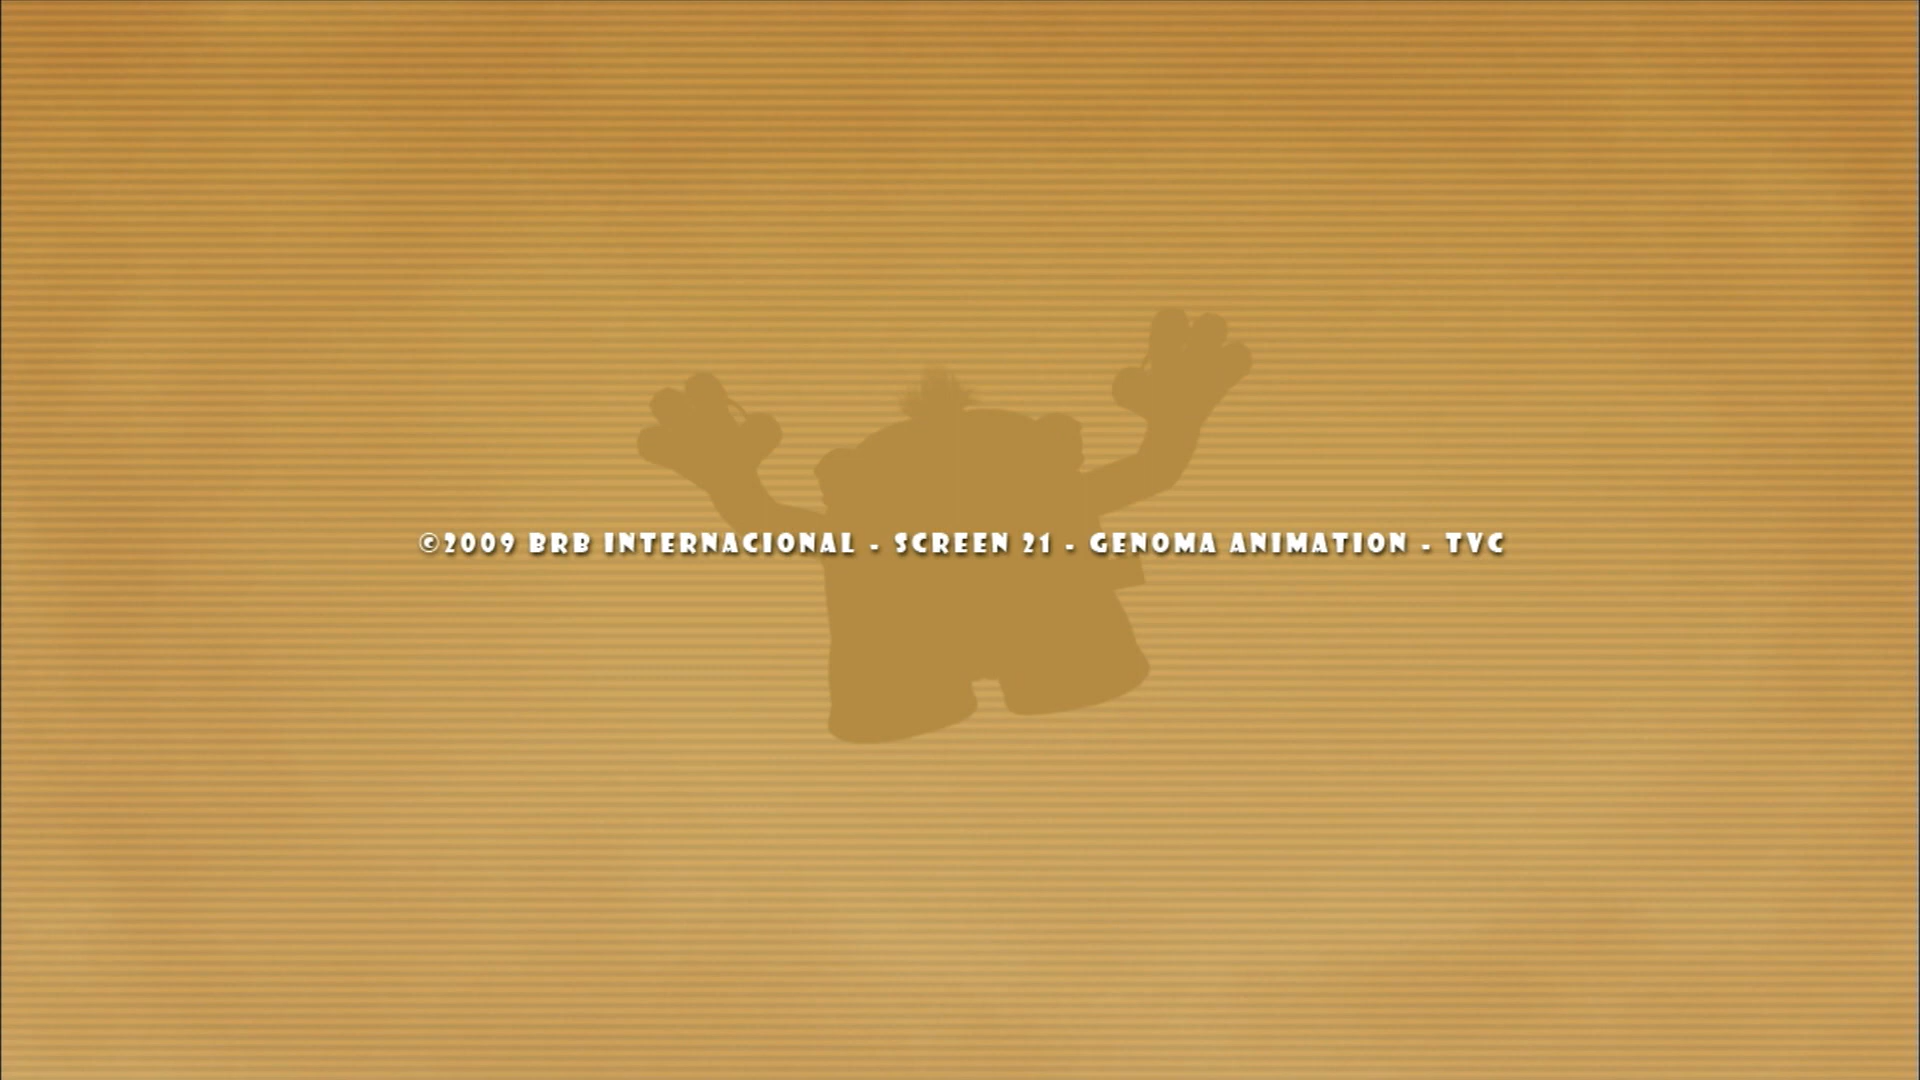 ©2009 BRB INTERNACIONAL - SCREEN 21 - GENOMA ANIMATION - TVC